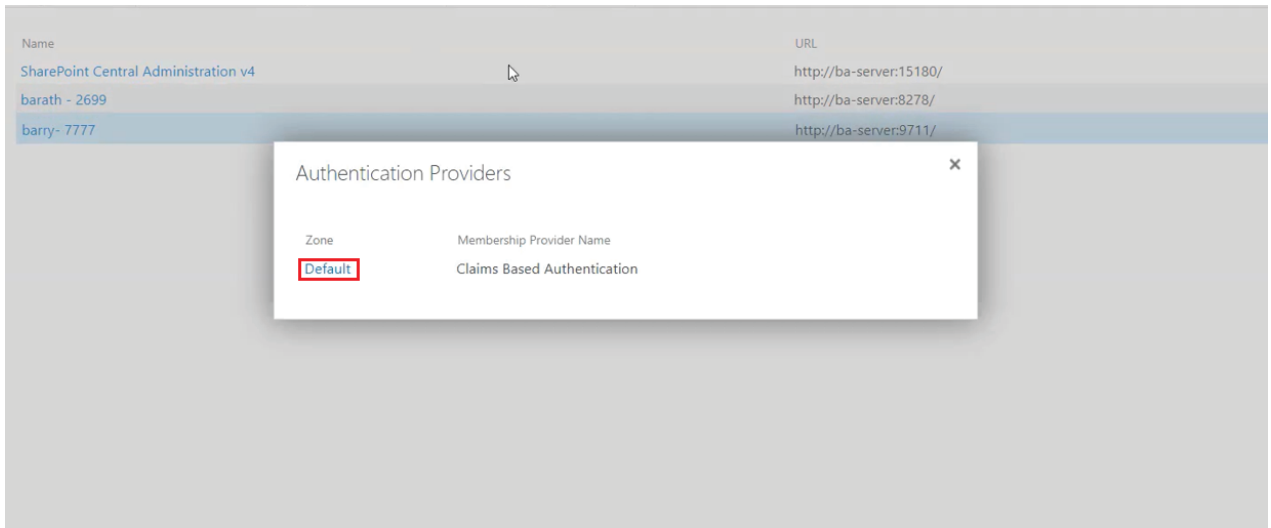 Name URL
SharePoint Central Administration v4 http://ba-server:15180/
barath - 2699 http://ba-server:8278/
barry- 7777 http://ba-server:9711/
Authentication Providers
Zone Membership Provider Name
Default Claims Based Authentication